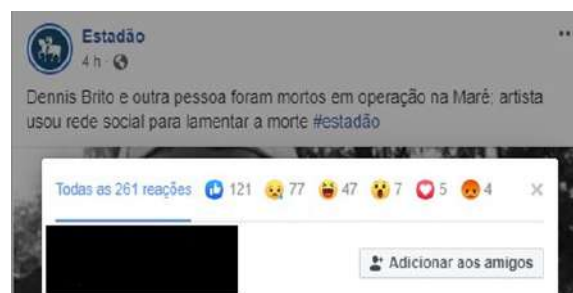 Estadão
4 h
Dennis Brito e outra pessoa foram mortos em operação na Maré; artista
usou rede social para lamentar a morte #estadão
Todas as 261 reações 121 77 47 7 5 4 ×
Adicionar aos amigos